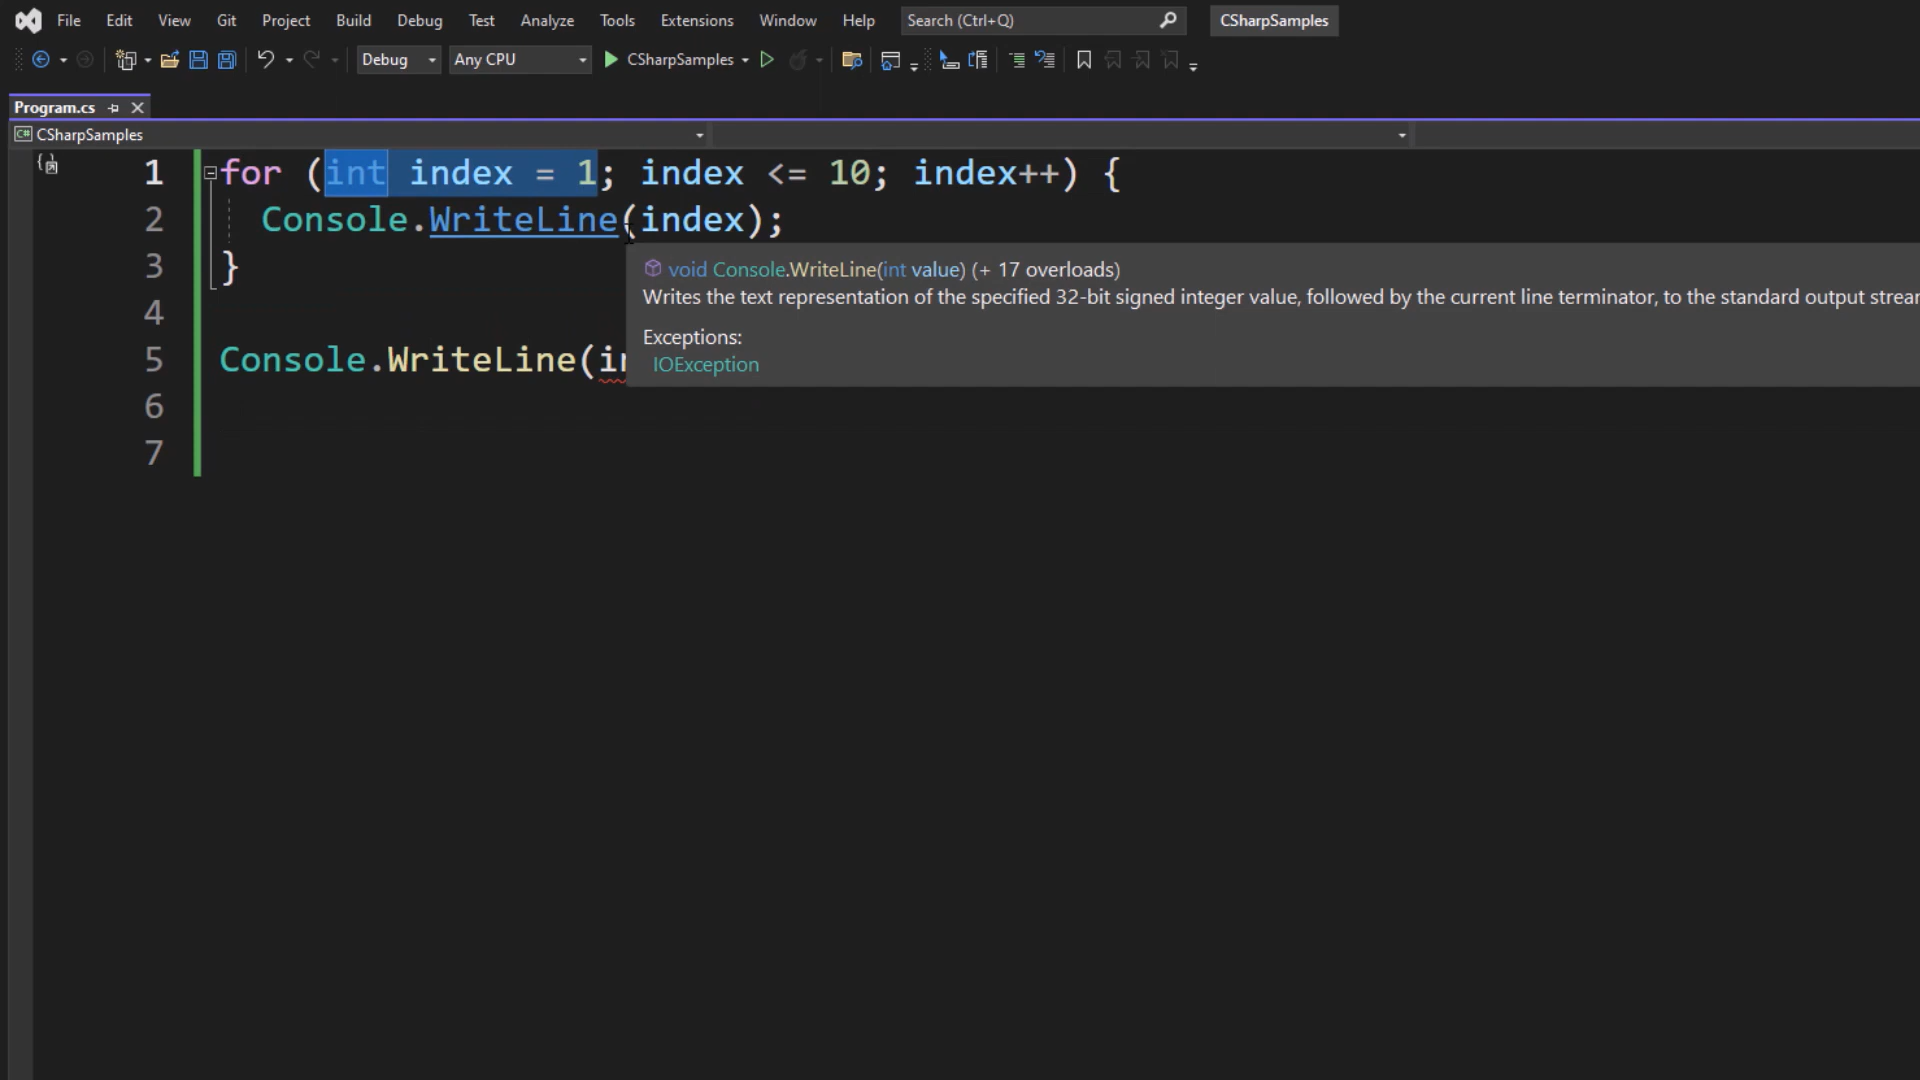 File Edit View Git Project Build Debug Test Analyze Tools Extensions Window Help Search (Ctrl+Q) CSharpSamples
Debug Any CPU CSharpSamples
Program.cs
C# CSharpSamples
1 for (int index = 1; index <= 10; index++) {
2 Console.WriteLine(index);
3 }
void Console.WriteLine(int value) (+ 17 overloads)
Writes the text representation of the specified 32-bit signed integer value, followed by the current line terminator, to the standard output
4
Exceptions:
5 Console.WriteLine(
IOException
6
7